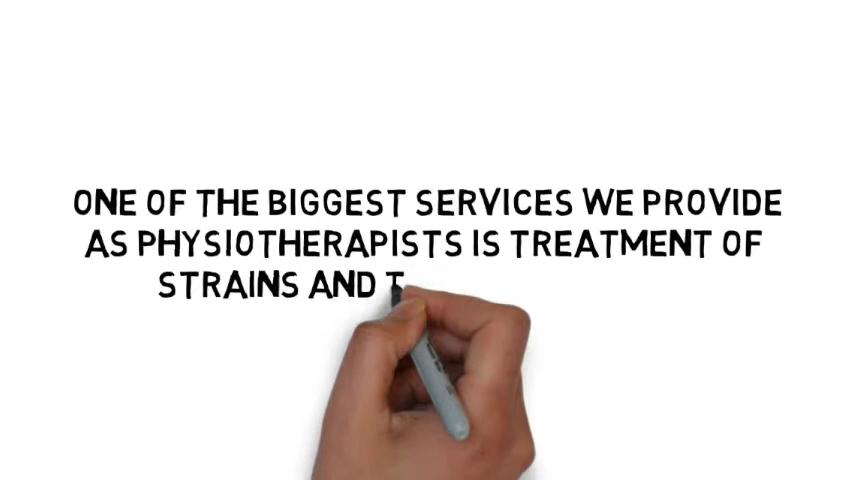 ONE OF THE BIGGEST SERVICES WE PROVIDE
AS PHYSIOTHERAPISTS IS TREATMENT OF
STRAINS AND T